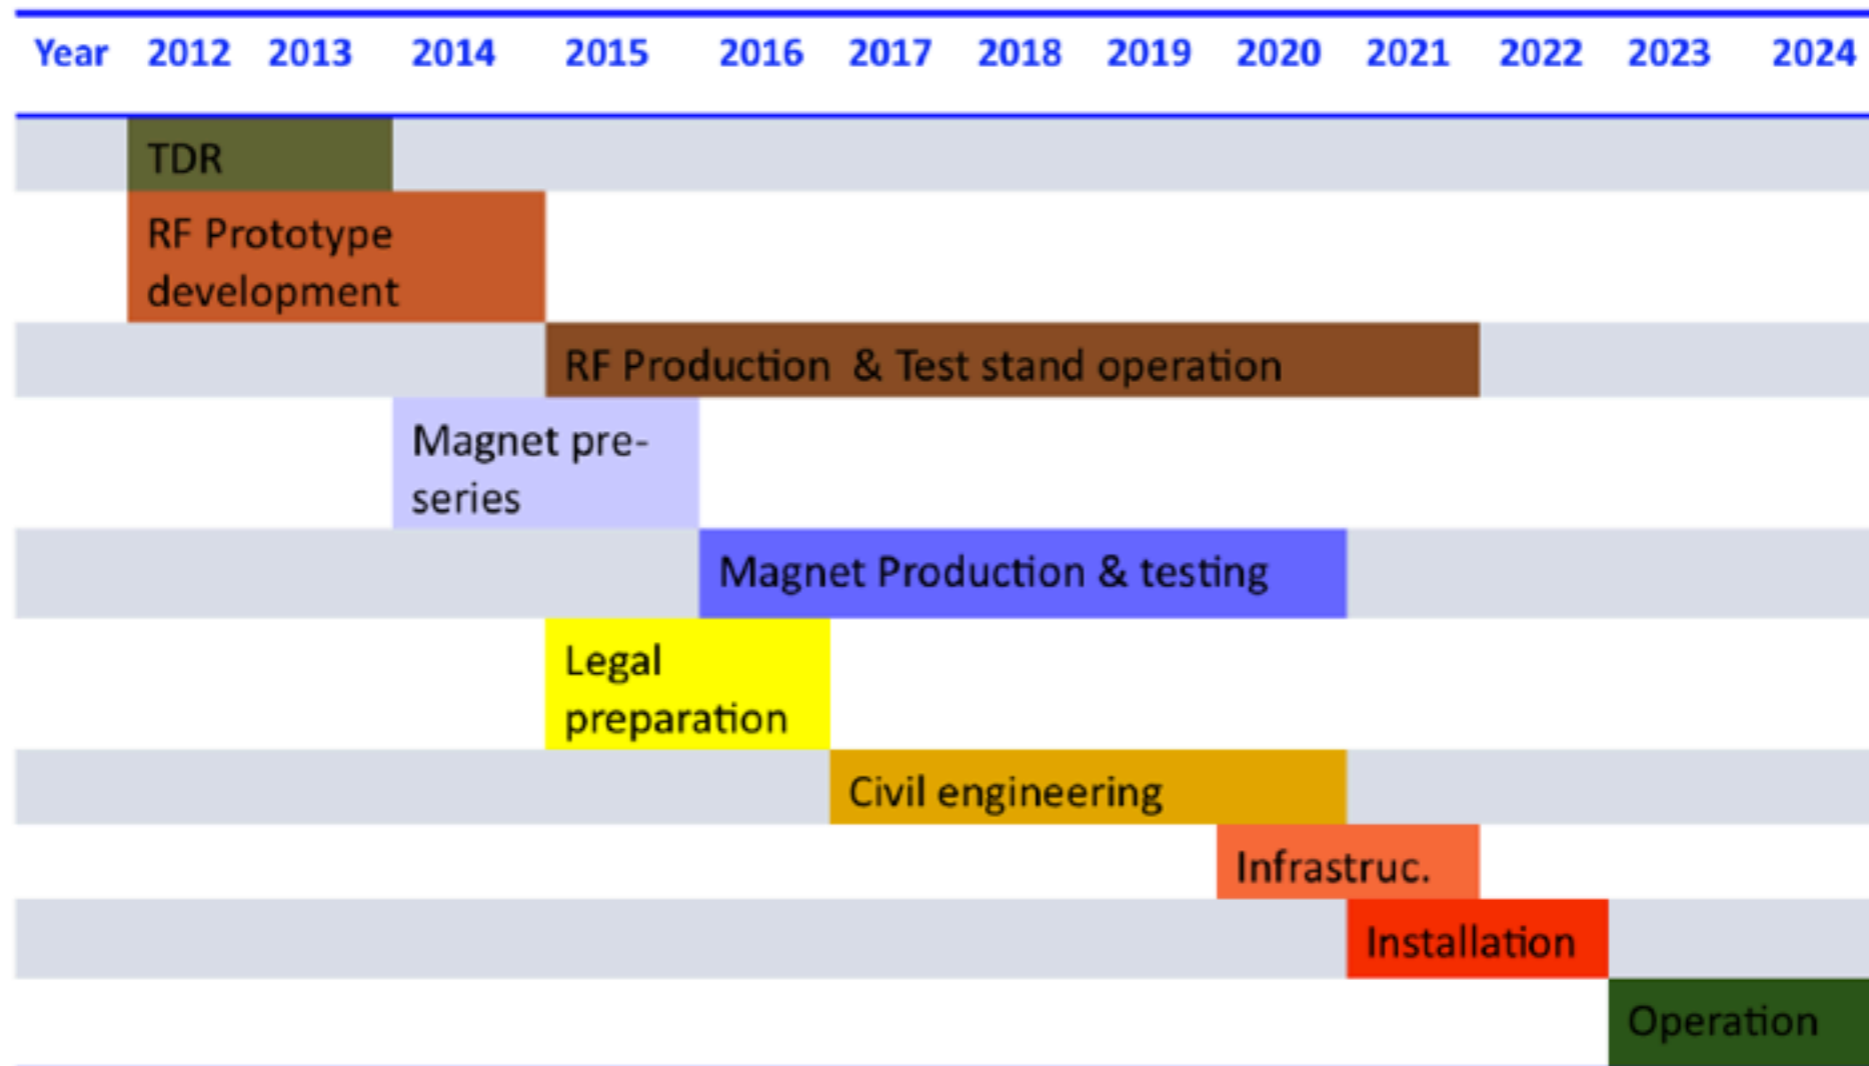 Year 2012 2013 2014 2015 2016 2017 2018 2019 2020 2021 2022 2023 2024
TDR
RF Prototype
development
RF Production & Test stand operation
Magnet pre-
series
Magnet Production & testing
Legal
preparation
Civil engineering
Infrastruc.
Installation
Operation